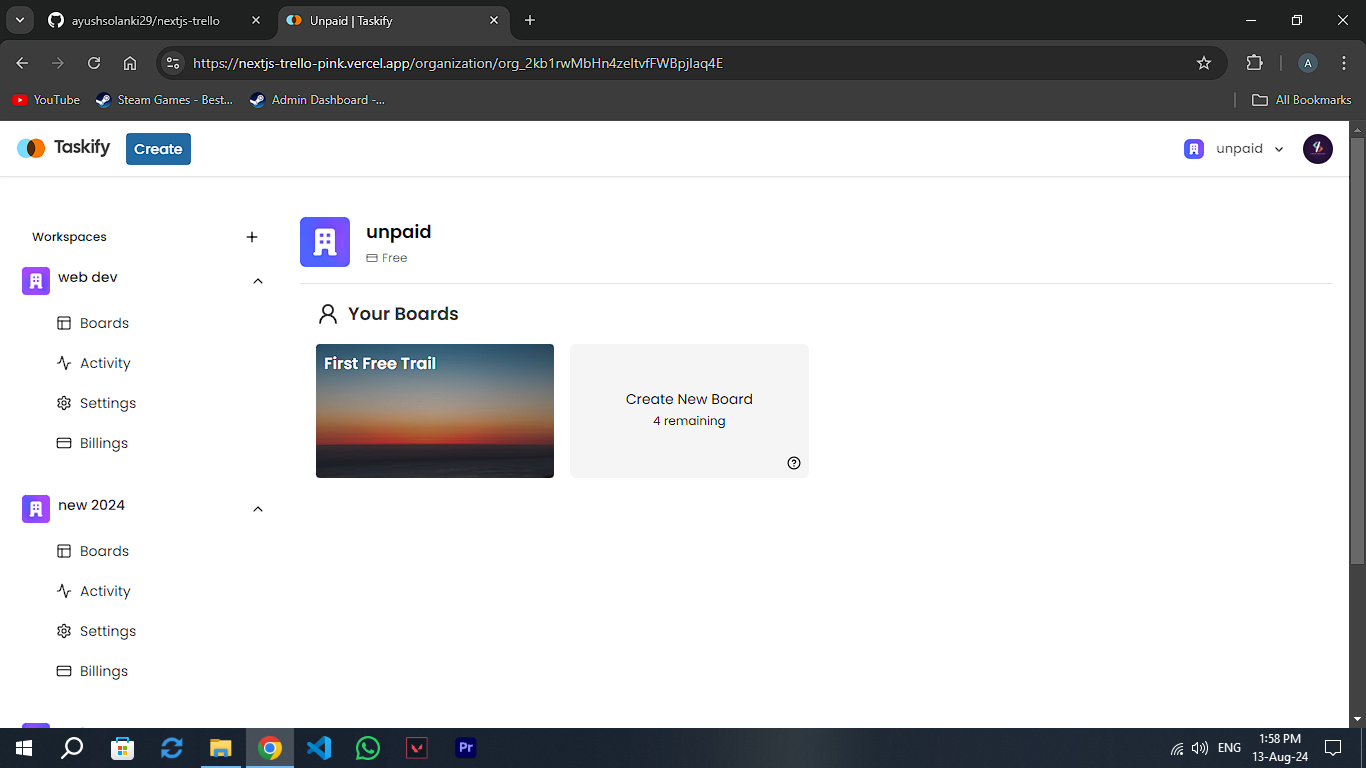 ayushsolanki29/nextjs-trello
Unpaid | Taskify
https://nextjs-trello-pink.vercel.app/organization/org_2kb1rwMbHn4zeItvfFWBpjIaq4E
A
YouTube
Steam Games - Best...
Admin Dashboard -...
All Bookmarks
Taskify
Create
unpaid
Workspaces
web dev
Boards
Activity
Settings
Billings
new 2024
Boards
Activity
Settings
Billings
unpaid
Free
Your Boards
First Free Trail
Create New Board
4 remaining
Pr
ENG
1:58 PM
13-Aug-24